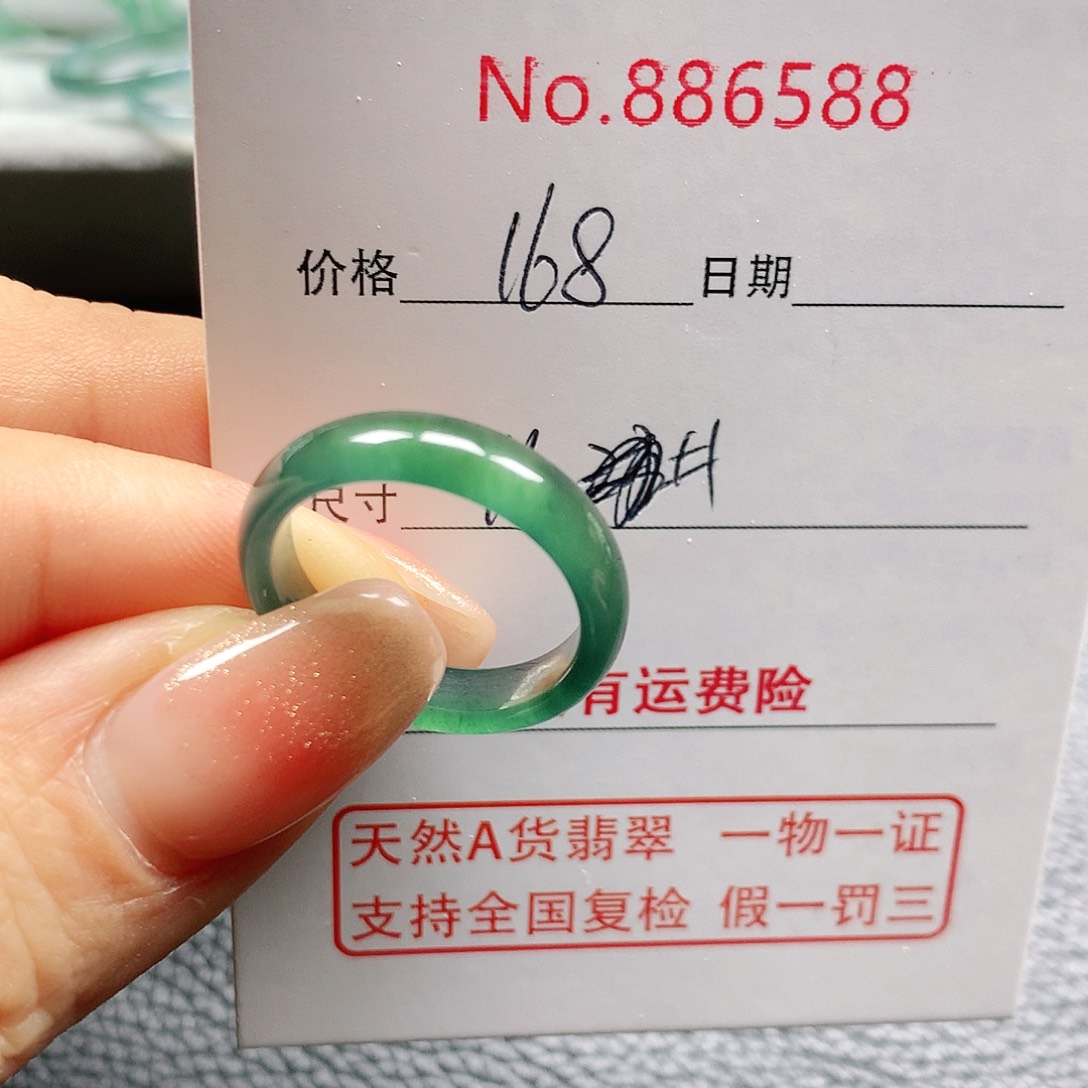 No.886588
价格 168 日期
尺寸
有运费险
天然A货翡翠 一物一证
支持全国复检 假一罚三